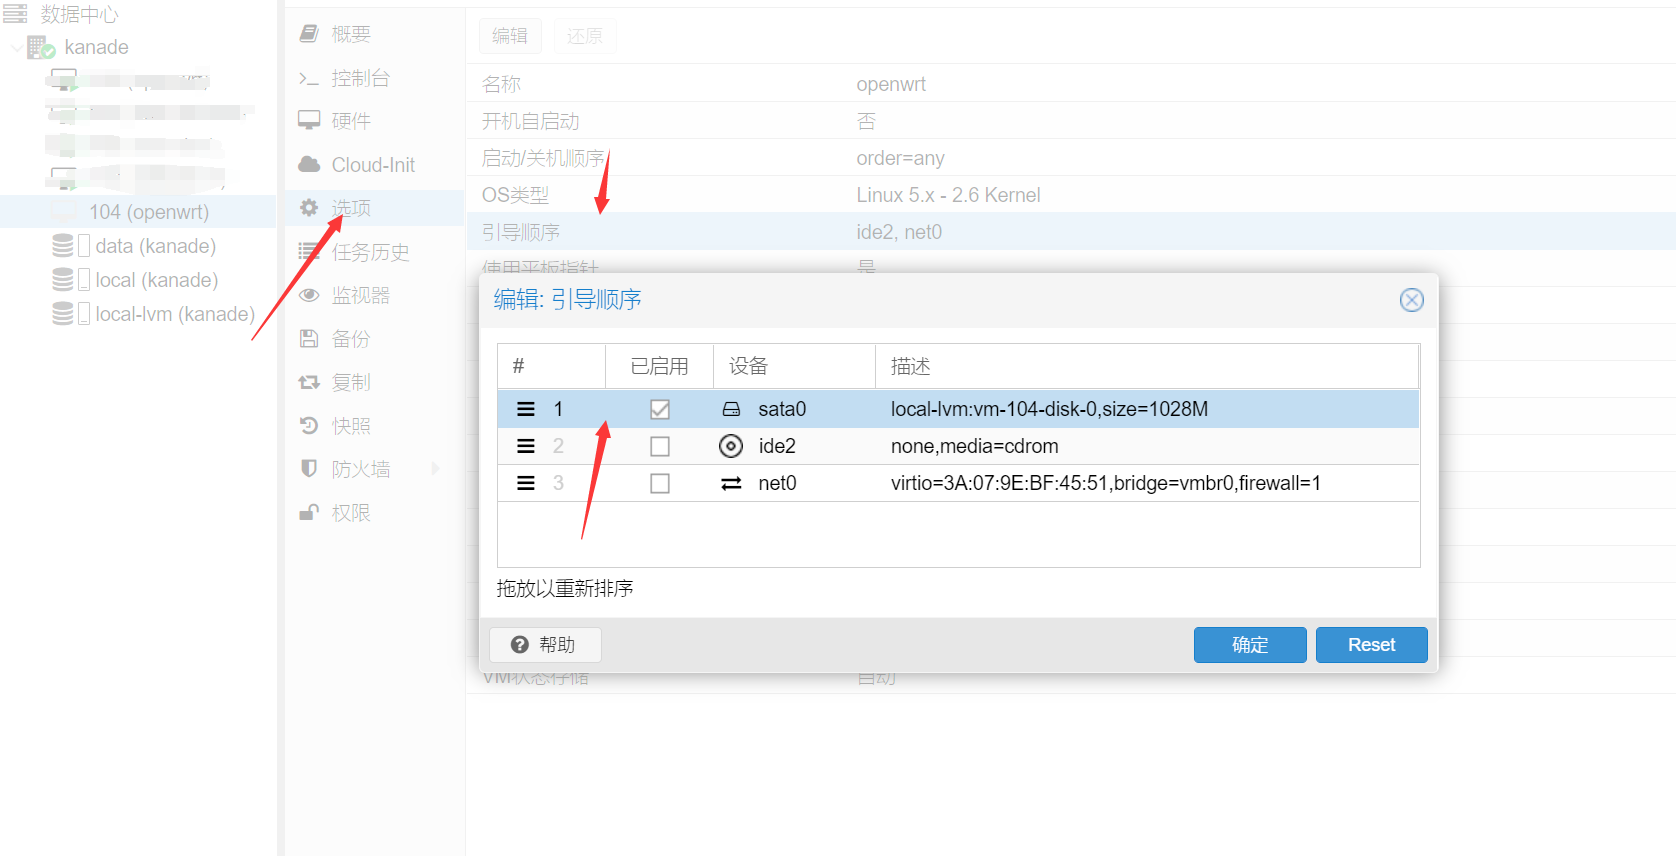 数据中心
kanade
104 (openwrt)
data (kanade)
local (kanade)
local-lvm (kanade)
概要
控制台
硬件
Cloud-Init
选项
任务历史
监视器
备份
复制
快照
防火墙
权限
编辑 还原
名称 openwrt
开机自启动 否
启动/关机顺序 order=any
OS类型 Linux 5.x - 2.6 Kernel
引导顺序 ide2, net0
使用平板指针 是
编辑: 引导顺序
# 已启用 设备 描述
1 sata0 local-lvm:vm-104-disk-0,size=1028M
2 ide2 none,media=cdrom
3 net0 virtio=3A:07:9E:BF:45:51,bridge=vmbr0,firewall=1
拖放以重新排序
帮助 确定 Reset
VM状态存储 自动